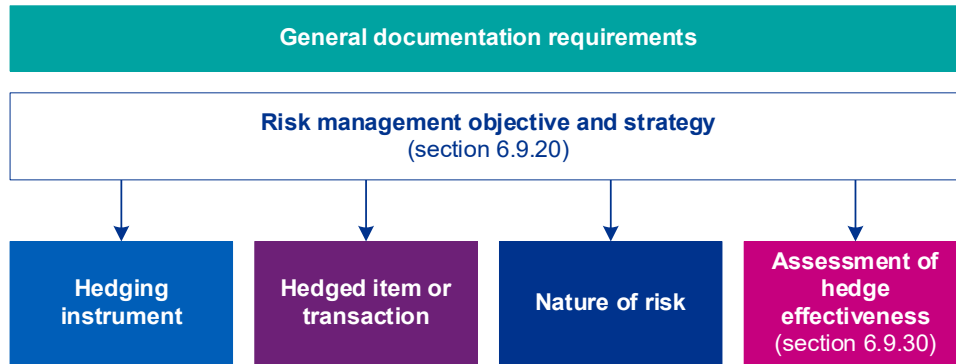 General documentation requirements
Risk management objective and strategy
(section 6.9.20)
Hedging
instrument
Hedged item or
transaction
Nature of risk
Assessment of
hedge
effectiveness
(section 6.9.30)